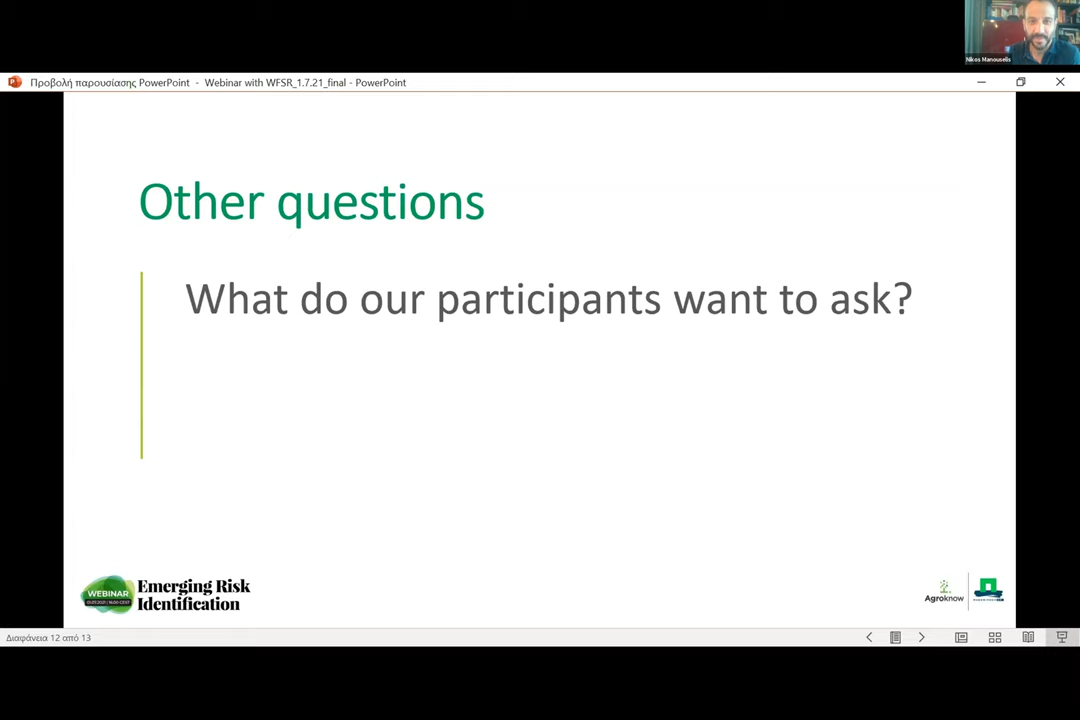 Nikos Manouselis
Προβολή παρουσίασης PowerPoint - Webinar with WFSR_1.7.21_final - PowerPoint
Other questions
What do our participants want to ask?
WEBINAR
Emerging Risk
Identification
Agroknow
Διαφάνεια 12 από 13